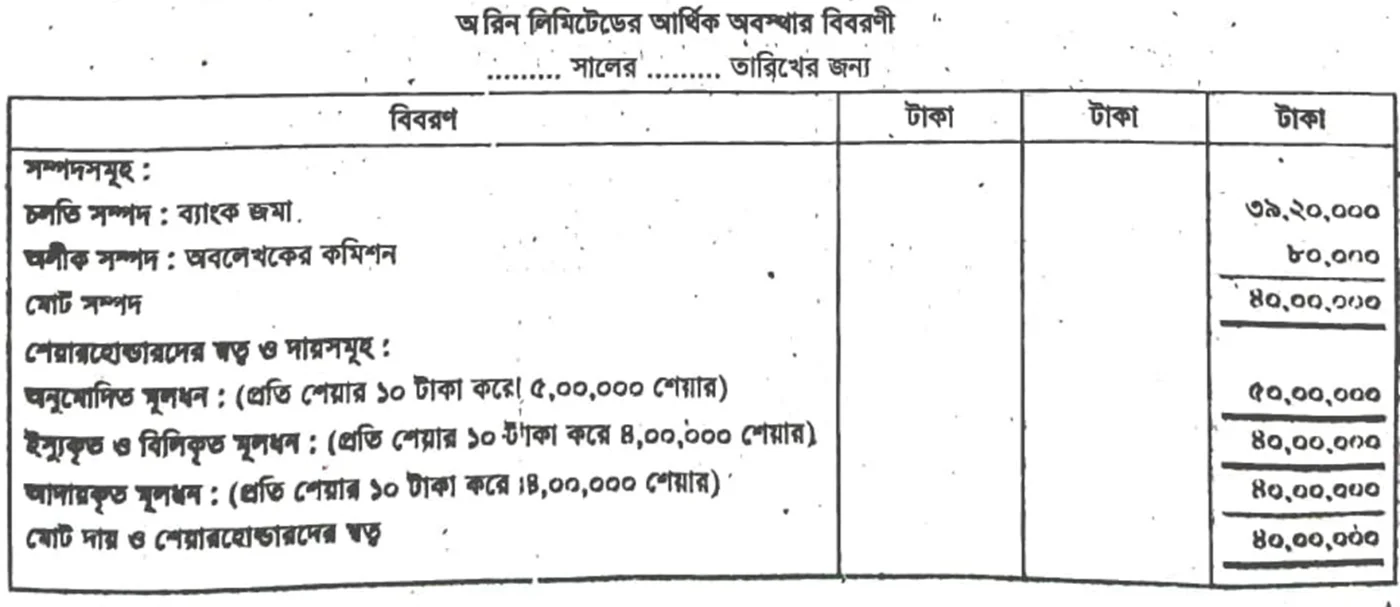 অরিন লিমিটেডের আর্থিক অবস্থার বিবরণী
......... সালের ......... তারিখের জন্য
বিবরণ টাকা টাকা টাকা
সম্পদসমূহ :
চলতি সম্পদ : ব্যাংক জমা ৩৯,২০,০০০
অলীক সম্পদ : অবলেখকের কমিশন ৮০,০০০
মোট সম্পদ ৪০,০০,০০০
শেয়ারহোল্ডারদের স্বত্ব ও দায়সমূহ :
অনুমোদিত মূলধন : (প্রতি শেয়ার ১০ টাকা করে ৫,০০,০০০ শেয়ার) ৫০,০০,০০০
ইস্যুকৃত ও বিলিকৃত মূলধন : (প্রতি শেয়ার ১০ টাকা করে ৪,০০,০০০ শেয়ার) ৪০,০০,০০০
আদায়কৃত মূলধন : (প্রতি শেয়ার ১০ টাকা করে ৪,০০,০০০ শেয়ার) ৪০,০০,০০০
মোট দায় ও শেয়ারহোল্ডারদের স্বত্ব ৪০,০০,০০০